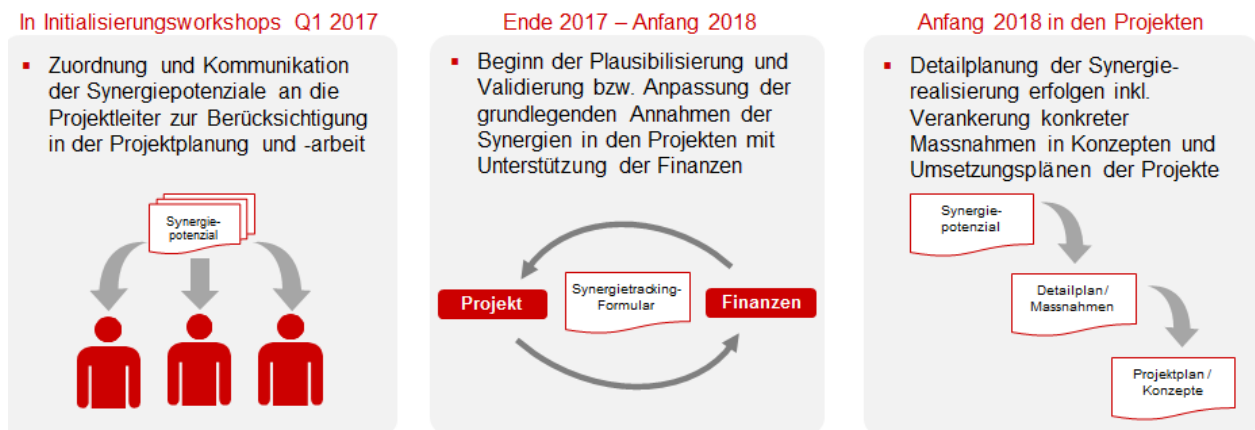 In Initialisierungsworkshops Q1 2017
▪ Zuordnung und Kommunikation
der Synergiepotenziale an die
Projektleiter zur Berücksichtigung
in der Projektplanung und -arbeit
Synergie-
potenzial
Ende 2017 – Anfang 2018
▪ Beginn der Plausibilisierung und
Validierung bzw. Anpassung der
grundlegenden Annahmen der
Synergien in den Projekten mit
Unterstützung der Finanzen
Projekt
Synergietracking-
Formular
Finanzen
Anfang 2018 in den Projekten
▪ Detailplanung der Synergie-
realisierung erfolgen inkl.
Verankerung konkreter
Massnahmen in Konzepten und
Umsetzungsplänen der Projekte
Synergie-
potenzial
Detailplan /
Massnahmen
Projektplan /
Konzepte